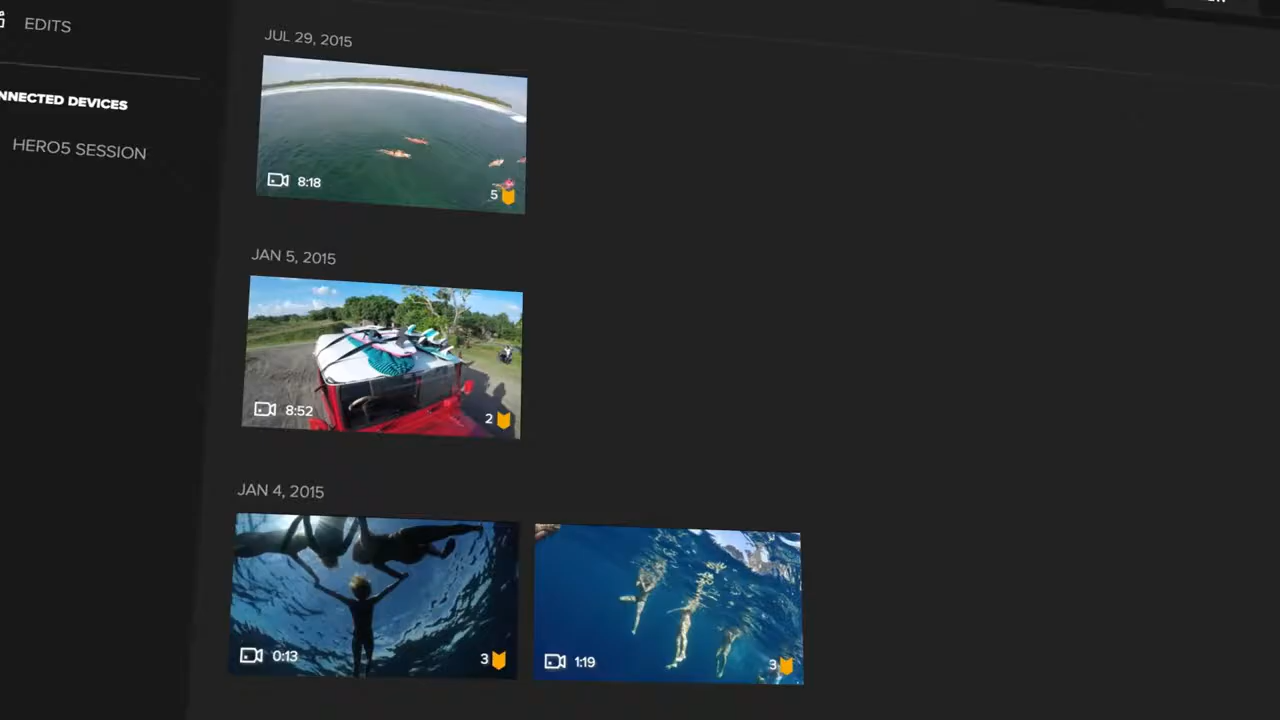 EDITS
NNECTED DEVICES
HERO5 SESSION
JUL 29, 2015
8:18
5
JAN 5, 2015
8:52
2
JAN 4, 2015
0:13
3
1:19
3